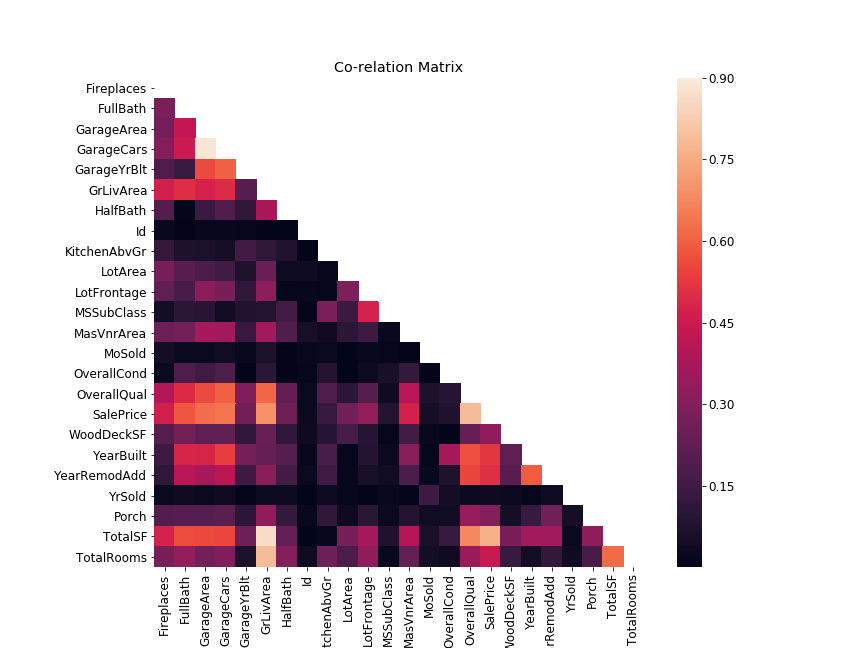 Co-relation Matrix
Fireplaces
FullBath
GarageArea
GarageCars
GarageYrBlt
GrLivArea
HalfBath
Id
KitchenAbvGr
LotArea
LotFrontage
MSSubClass
MasVnrArea
MoSold
OverallCond
OverallQual
SalePrice
WoodDeckSF
YearBuilt
YearRemodAdd
YrSold
Porch
TotalSF
TotalRooms
Fireplaces
FullBath
GarageArea
GarageCars
GarageYrBlt
GrLivArea
HalfBath
Id
tchenAbvGr
LotArea
LotFrontage
MSSubClass
MasVnrArea
MoSold
OverallCond
OverallQual
SalePrice
WoodDeckSF
YearBuilt
rRemodAdd
YrSold
Porch
TotalSF
TotalRooms
0.90
0.75
0.60
0.45
0.30
0.15